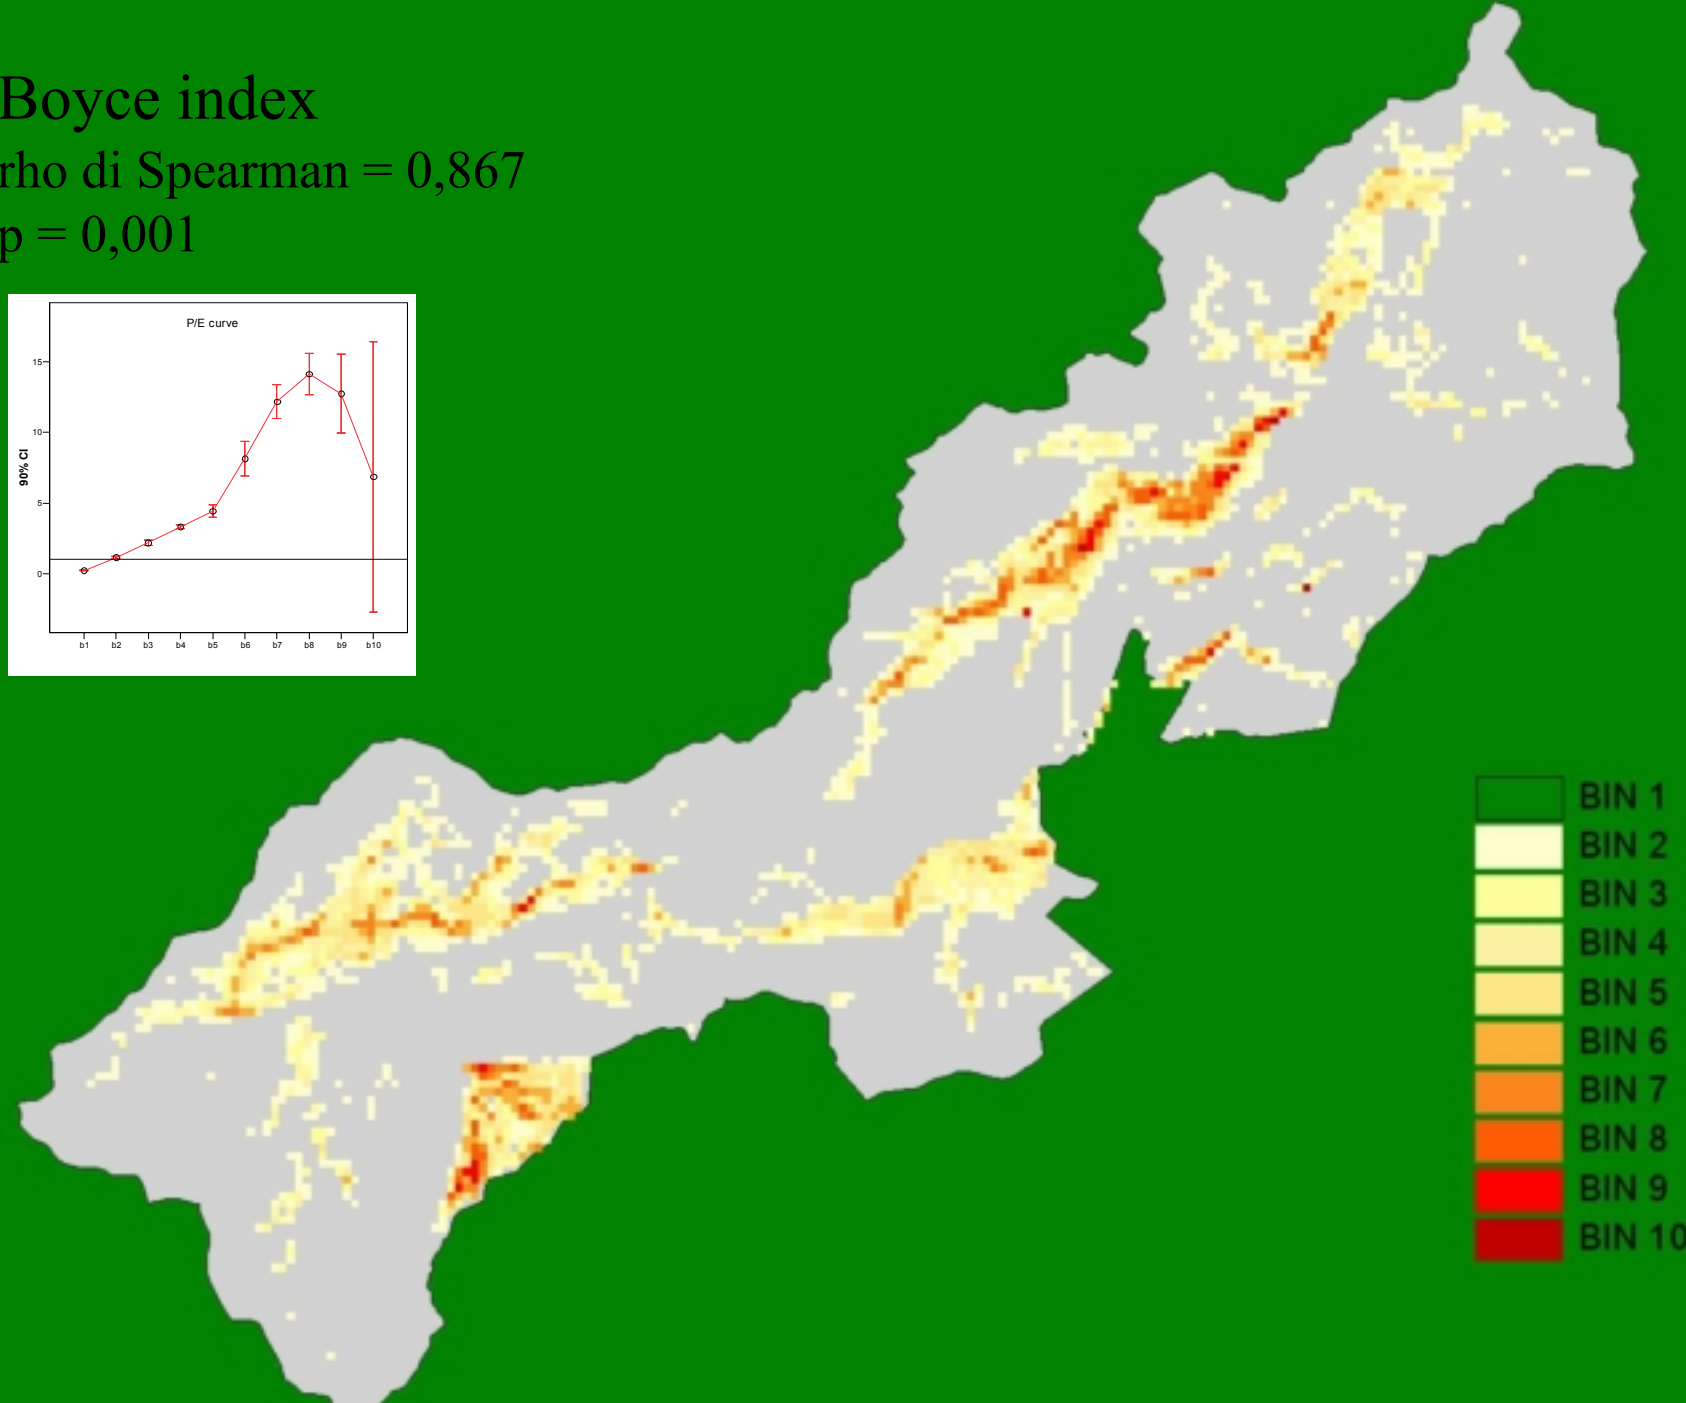 Boyce index
rho di Spearman = 0,867
p = 0,001
P/E curve
15
10
5
0
90% CI
b1 b2 b3 b4 b5 b6 b7 b8 b9 b10
BIN 1
BIN 2
BIN 3
BIN 4
BIN 5
BIN 6
BIN 7
BIN 8
BIN 9
BIN 10